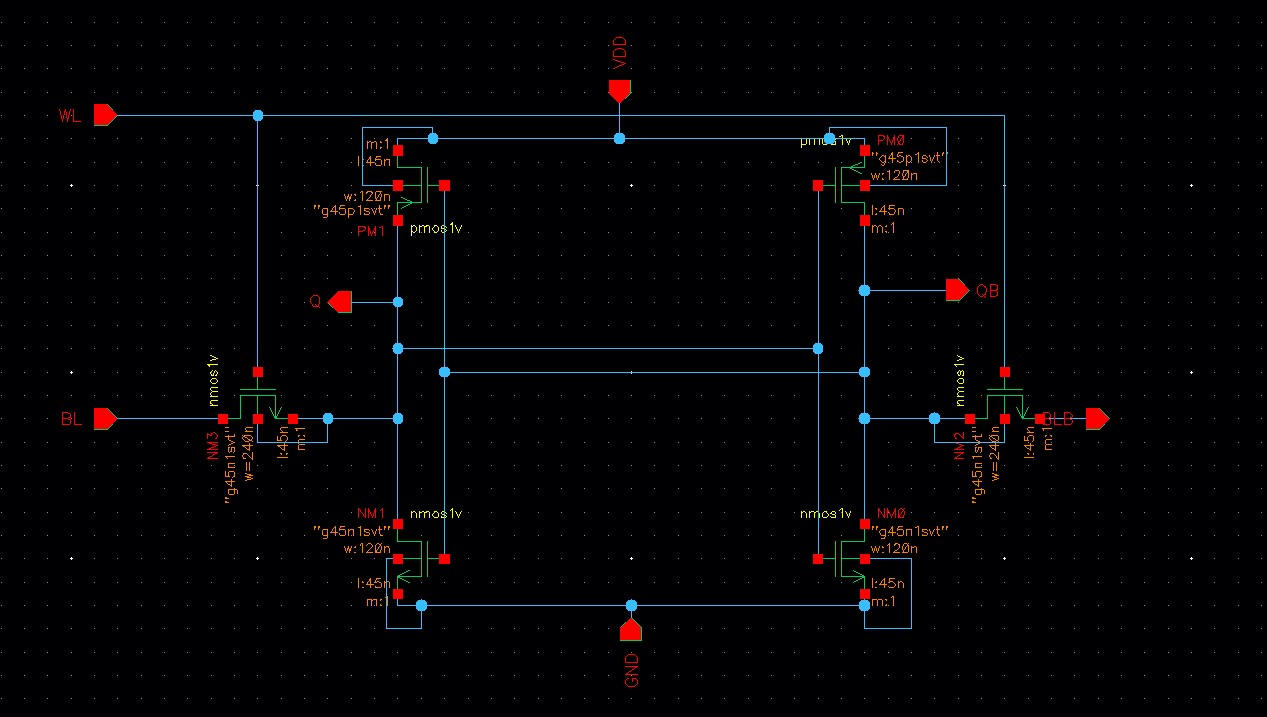 VDD
WL
m:1
l:45n
w:120n
"g45p1svt"
PM1
pmos1v
pmos1v
PM0
"g45p1svt"
w:120n
l:45n
m:1
Q
QB
nmos1v
BL
NM3
"g45n1svt"
w=240n
l:45n
m:1
nmos1v
NM2
"g45n1svt"
w=240n
l:45n
m:1
NM1
nmos1v
"g45n1svt"
w:120n
l:45n
m:1
nmos1v
NM0
"g45n1svt"
w:120n
l:45n
m:1
GND